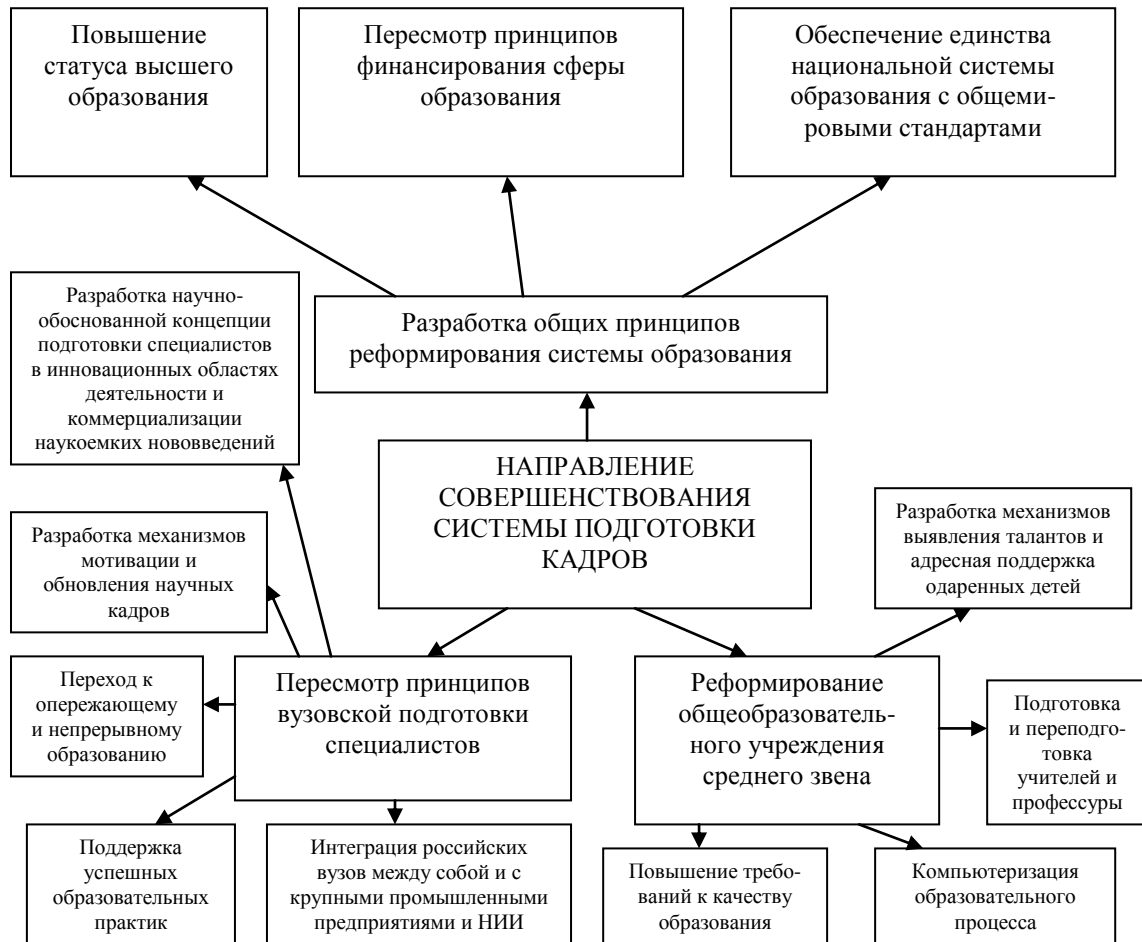 Повышение
статуса высшего
образования
Пересмотр принципов
финансирования сферы
образования
Обеспечение единства
национальной системы
образования с общеми-
ровыми стандартами
Разработка научно-
обоснованной концепции
подготовки специалистов
в инновационных областях
деятельности и
коммерциализации
наукоемких нововведений
Разработка общих принципов
реформирования системы образования
НАПРАВЛЕНИЕ
СОВЕРШЕНСТВОВАНИЯ
СИСТЕМЫ ПОДГОТОВКИ
КАДРОВ
Разработка механизмов
выявления талантов и
адресная поддержка
одаренных детей
Разработка механизмов
мотивации и
обновления научных
кадров
Переход к
опережающему
и непрерывному
образованию
Пересмотр принципов
вузовской подготовки
специалистов
Реформирование
общеобразователь-
ного учреждения
среднего звена
Подготовка
и переподго-
товка
учителей и
профессуры
Поддержка
успешных
образовательных
практик
Интеграция российских
вузов между собой и с
крупными промышленными
предприятиями и НИИ
Повышение требо-
ваний к качеству
образования
Компьютеризация
образовательного
процесса